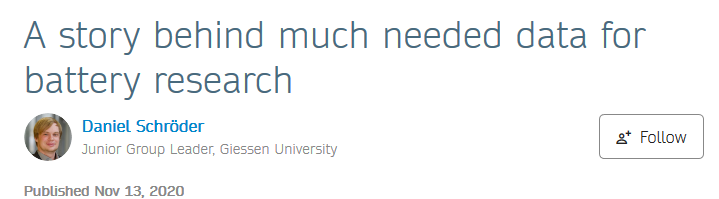 A story behind much needed data for
battery research
Daniel Schröder
Junior Group Leader, Giessen University
Follow
Published Nov 13, 2020